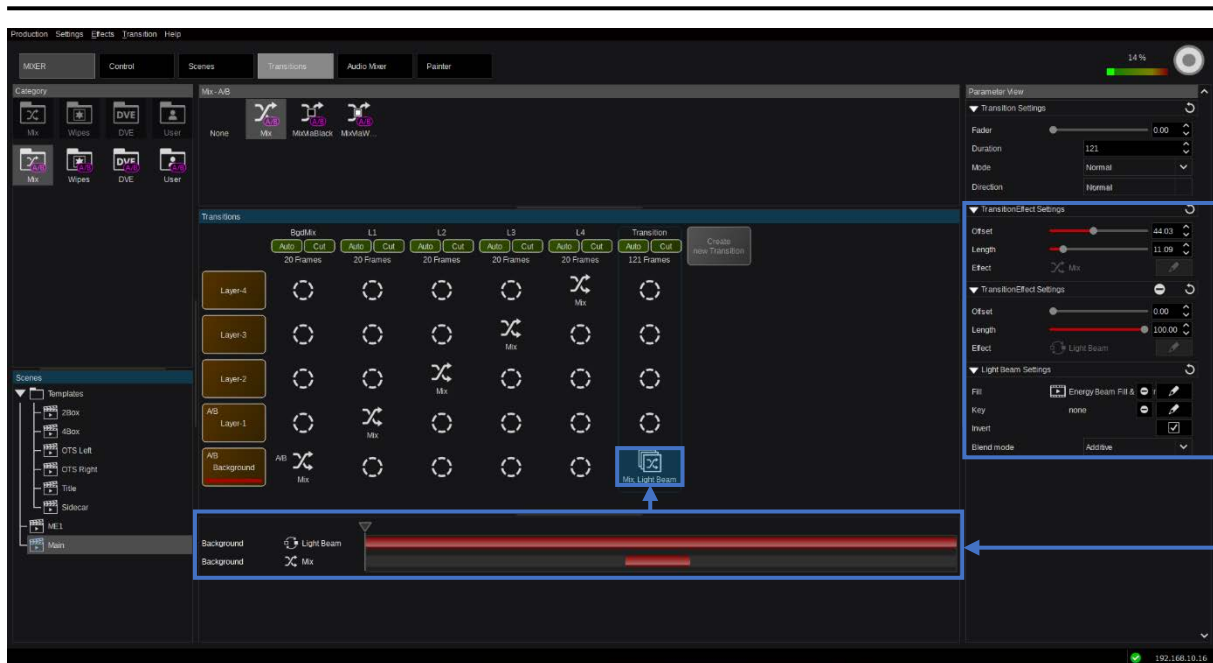 Production Settings Effects Transition Help
MIXER Control Scenes Transitions Audio Mixer Painter
14 %
Category
Mix Wipes DVE User
DVE
A/B A/B A/B A/B
DVE
Mix Wipes DVE User
Mix - A/B
None Mix MixViaBlack MixViaW...
A/B A/B A/B
Transitions
BgdMix L1 L2 L3 L4 Transition
Auto Cut Auto Cut Auto Cut Auto Cut Auto Cut Auto Cut
20 Frames 20 Frames 20 Frames 20 Frames 20 Frames 121 Frames
Create
new Transition
Layer-4
Mix
Layer-3
Mix
Layer-2
Mix
A/B
Layer-1
Mix
A/B
Background
A/B
Mix
Mix, Light Beam
Background Light Beam
Background Mix
Scenes
Templates
2Box
4Box
OTS Left
OTS Right
Title
Sidecar
ME1
Main
Parameter View
Transition Settings
Fader 0.00
Duration 121
Mode Normal
Direction Normal
TransitionEffect Settings
Offset 44.03
Length 11.09
Effect Mix
TransitionEffect Settings
Offset 0.00
Length 100.00
Effect Light Beam
Light Beam Settings
Fill Energy Beam Fill &
Key none
Invert
Blend mode Additive
192.168.10.16